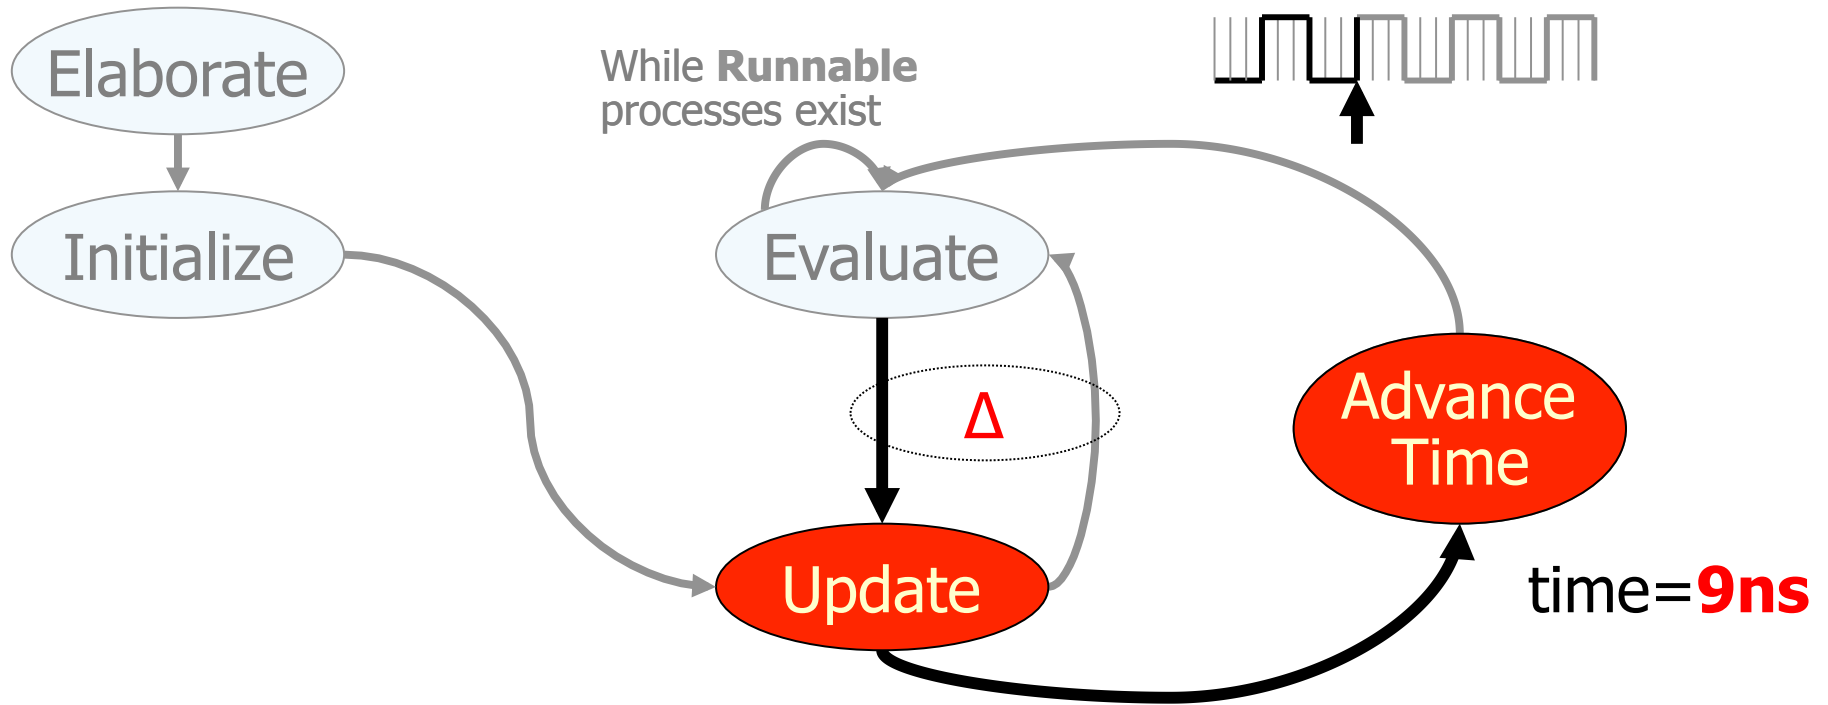 Elaborate
While Runnable
processes exist
Initialize
Evaluate
Δ
Advance
Time
Update
time=9ns